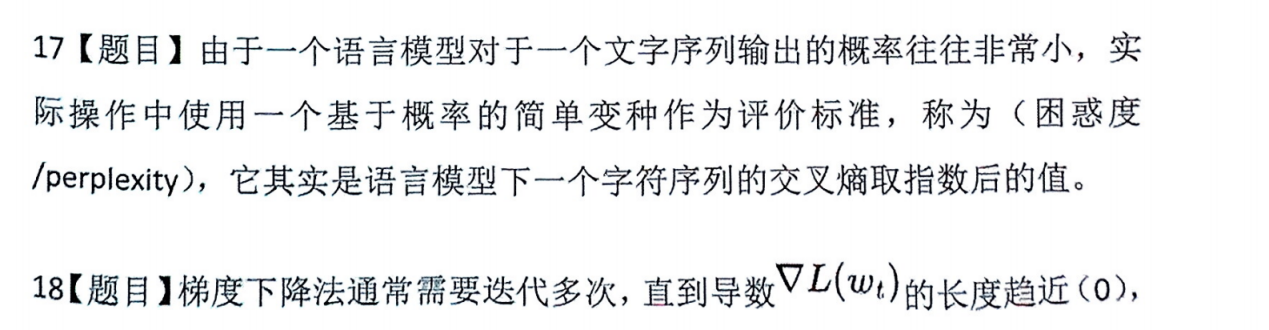 17【题目】由于一个语言模型对于一个文字序列输出的概率往往非常小，实
际操作中使用一个基于概率的简单变种作为评价标准，称为（困惑度
/perplexity），它其实是语言模型下一个字符序列的交叉熵取指数后的值。
18【题目】梯度下降法通常需要迭代多次，直到导数∇L(wₜ)的长度趋近（0），